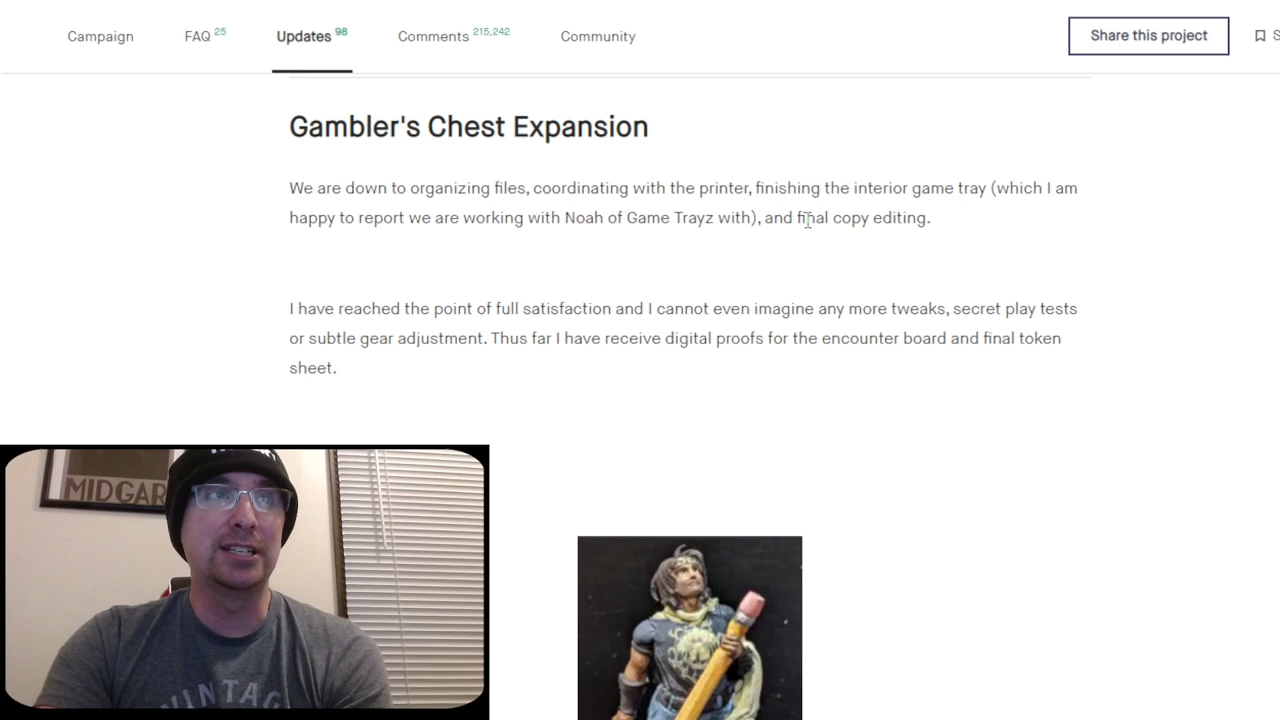 Campaign FAQ 25 Updates 98 Comments 215,242 Community Share this project S
Gambler's Chest Expansion
We are down to organizing files, coordinating with the printer, finishing the interior game tray (which I am
happy to report we are working with Noah of Game Trayz with), and final copy editing.
I have reached the point of full satisfaction and I cannot even imagine any more tweaks, secret play tests
or subtle gear adjustment. Thus far I have receive digital proofs for the encounter board and final token
sheet.
MIDGAR
VINTAG